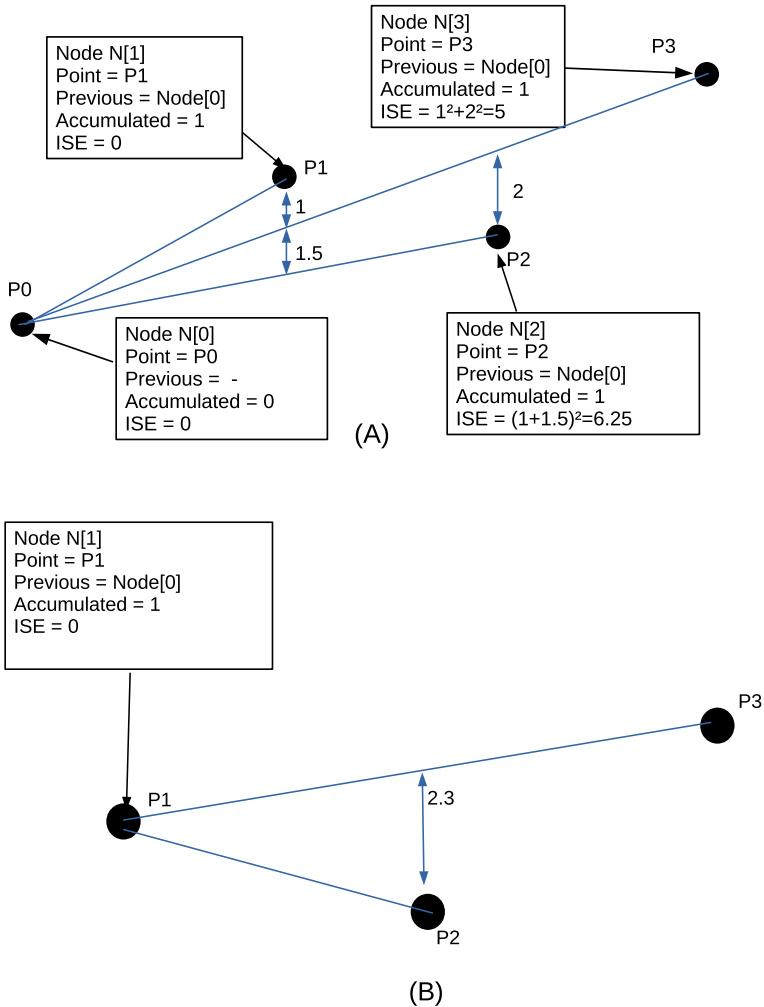 Node N[3]
Point = P3
Previous = Node[0]
Accumulated = 1
ISE = 1²+2²=5
P3
Node N[1]
Point = P1
Previous = Node[0]
Accumulated = 1
ISE = 0
P1
1
2
1.5
P2
P0
Node N[0]
Point = P0
Previous =  -
Accumulated = 0
ISE = 0
Node N[2]
Point = P2
Previous = Node[0]
Accumulated = 1
ISE = (1+1.5)²=6.25
(A)
Node N[1]
Point = P1
Previous = Node[0]
Accumulated = 1
ISE = 0
P3
P1
2.3
P2
(B)